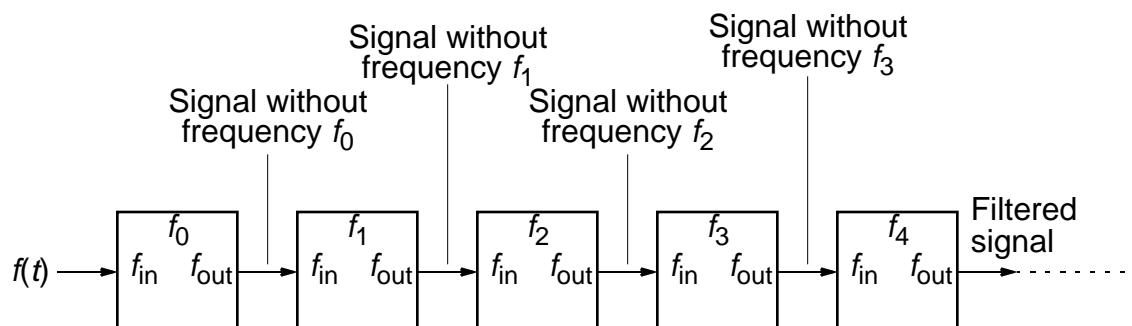 Signal without
frequency f1
Signal without
frequency f3
Signal without
frequency f0
Signal without
frequency f2
f(t)
f0
fin fout
f1
fin fout
f2
fin fout
f3
fin fout
f4
fin fout
Filtered
signal